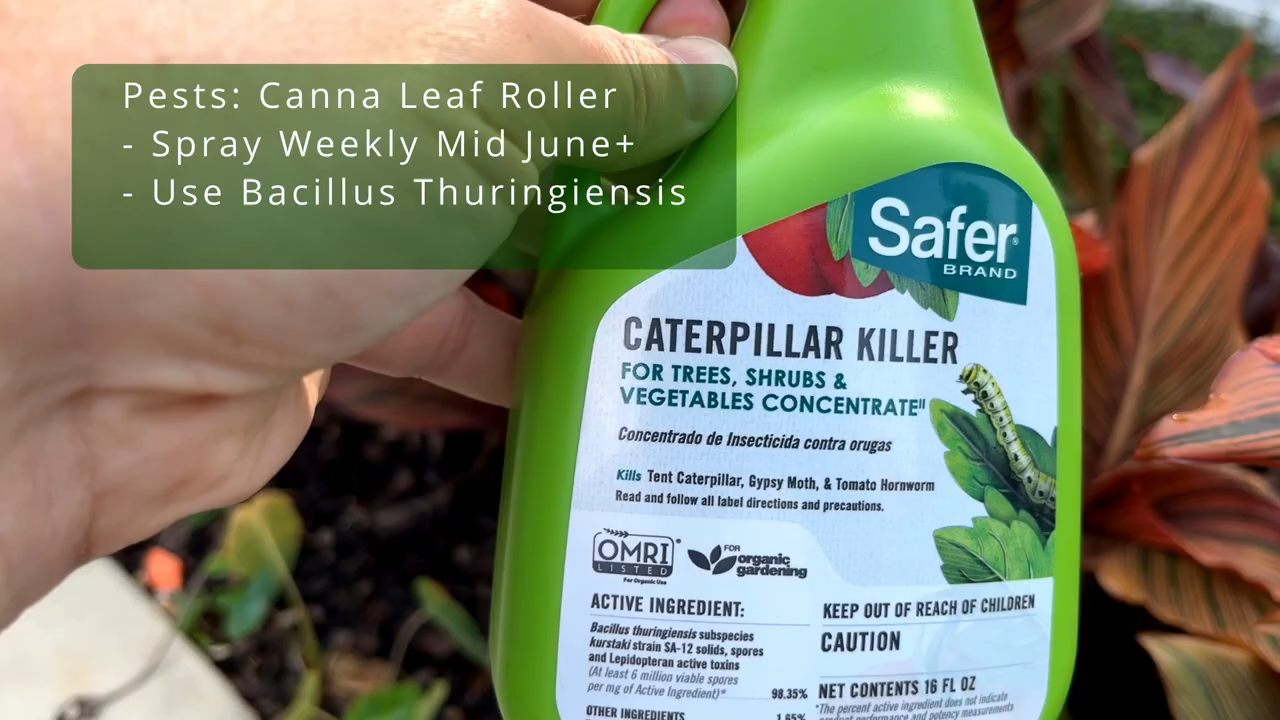 Pests: Canna Leaf Roller
- Spray Weekly Mid June+
- Use Bacillus Thuringiensis
Safer®
BRAND
CATERPILLAR KILLER
FOR TREES, SHRUBS &
VEGETABLES CONCENTRATE"
Concentrado de Insecticida contra orugas
Kills Tent Caterpillar, Gypsy Moth, & Tomato Hornworm
Read and follow all label directions and precautions.
OMRI®
LISTED
For Organic Use
FOR
organic
gardening
ACTIVE INGREDIENT:
Bacillus thuringiensis subspecies
kurstaki strain SA-12 solids, spores
and Lepidopteran active toxins
(At least 6 million viable spores
per mg of Active Ingredient)* 98.35%
OTHER INGREDIENTS 1.65%
KEEP OUT OF REACH OF CHILDREN
CAUTION
NET CONTENTS 16 FL OZ
*The percent active ingredient does not indicate
product performance and potency measurements